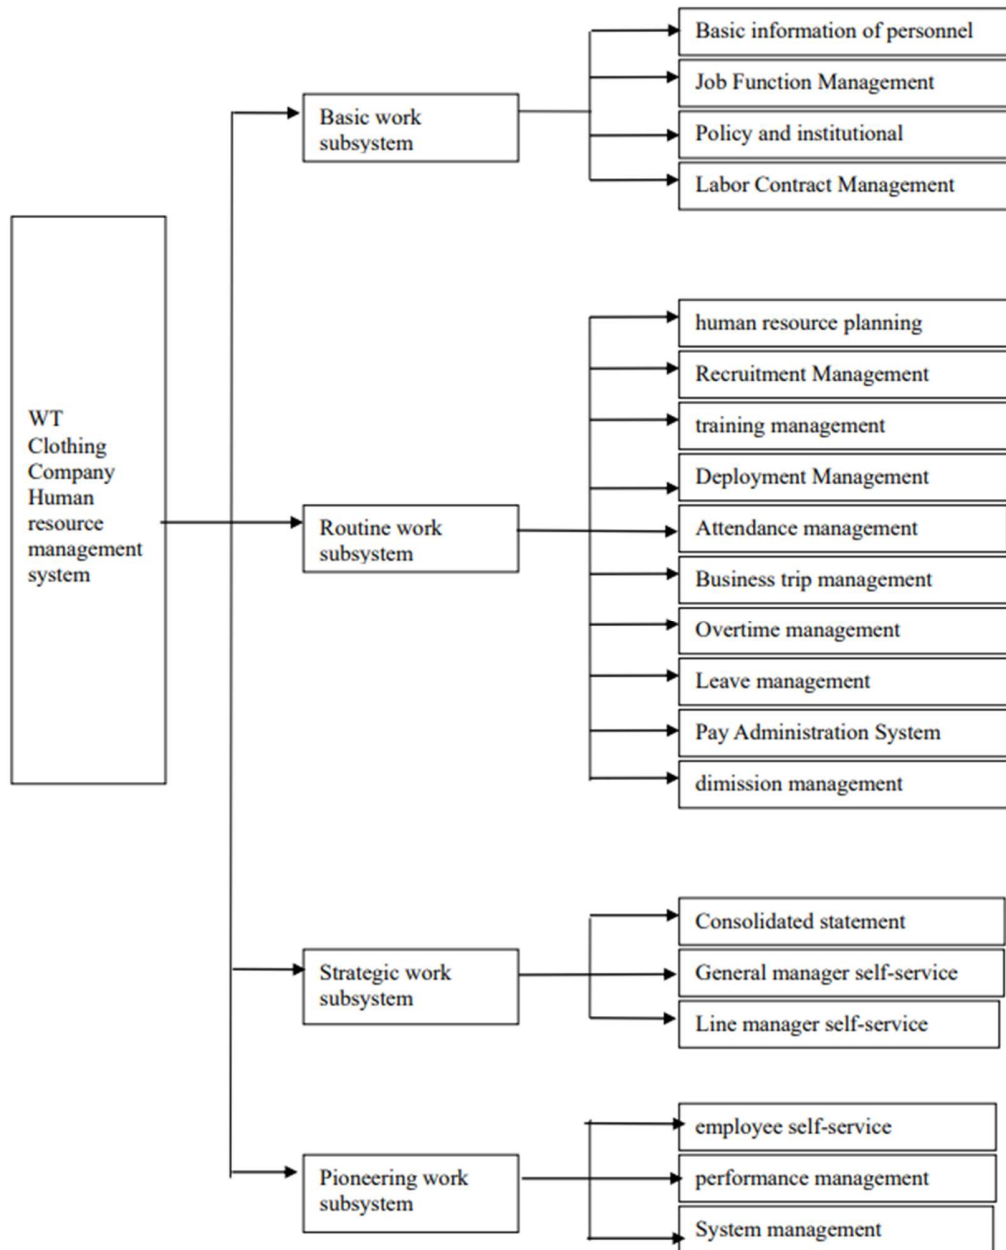 Basic information of personnel
Job Function Management
Basic work
subsystem
Policy and institutional
Labor Contract Management
WT
Clothing
Company
Human
resource
management
system
human resource planning
Recruitment Management
training management
Deployment Management
Routine work
subsystem
Attendance management
Business trip management
Overtime management
Leave management
Pay Administration System
dimission management
Strategic work
subsystem
Consolidated statement
General manager self-service
Line manager self-service
Pioneering work
subsystem
employee self-service
performance management
System management